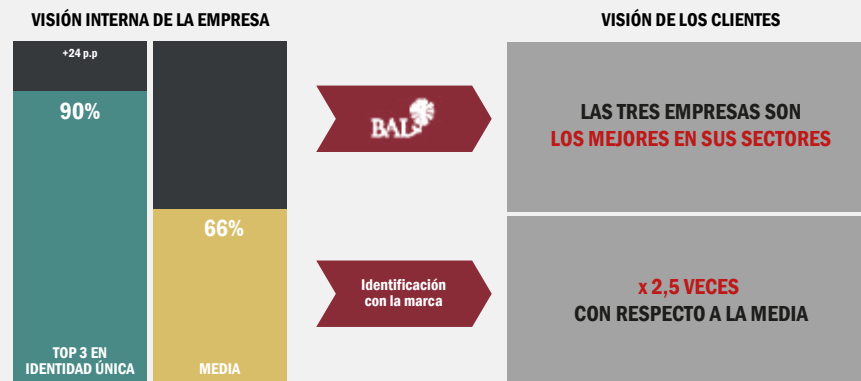 VISIÓN INTERNA DE LA EMPRESA
VISIÓN DE LOS CLIENTES
+24 p.p
90%
66%
TOP 3 EN
IDENTIDAD ÚNICA
MEDIA
BAL
Identificación
con la marca
LAS TRES EMPRESAS SON
LOS MEJORES EN SUS SECTORES
x 2,5 VECES
CON RESPECTO A LA MEDIA